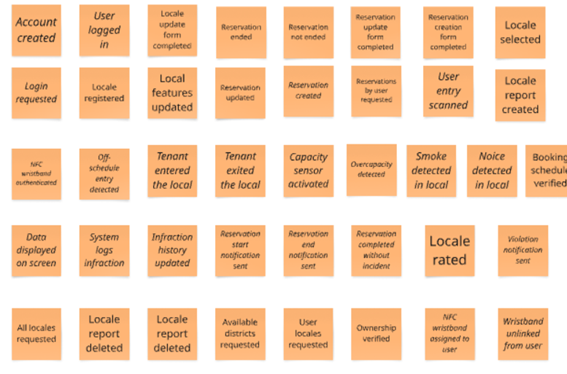 Account
created
User
logged
in
Locale
update
form
completed
Reservation
ended
Reservation
not ended
Reservation
update
form
completed
Reservation
creation
form
completed
Locale
selected
Login
requested
Locale
registered
Local
features
updated
Reservation
updated
Reservation
created
Reservations
by user
requested
User
entry
scanned
Locale
report
created
NFC
wristband
authenticated
Off-
schedule
entry
detected
Tenant
entered
the local
Tenant
exited
the local
Capacity
sensor
activated
Overcapacity
detected
Smoke
detected
in local
Noice
detected
in local
Booking
schedule
verified
Data
displayed
on screen
System
logs
infraction
Infraction
history
updated
Reservation
start
notification
sent
Reservation
end
notification
sent
Reservation
completed
without
incident
Locale
rated
Violation
notification
sent
All locales
requested
Locale
report
deleted
Locale
report
deleted
Available
districts
requested
User
locales
requested
Ownership
verified
NFC
wristband
assigned to
user
Wristband
unlinked
from user